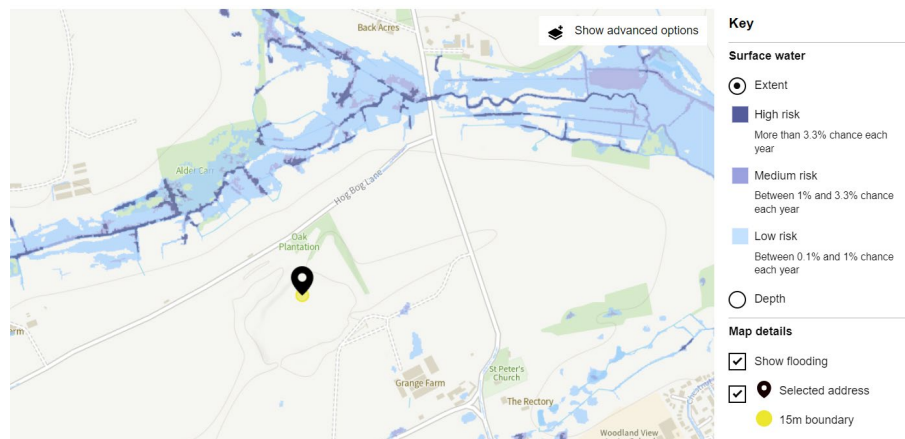 Back Acres
Show advanced options
Alder Carr
Hog Bog Lane
Oak
Plantation
Grange Farm
St Peter's
Church
The Rectory
Woodland View
Key
Surface water
Extent
High risk
More than 3.3% chance each
year
Medium risk
Between 1% and 3.3% chance
each year
Low risk
Between 0.1% and 1% chance
each year
Depth
Map details
Show flooding
Selected address
15m boundary